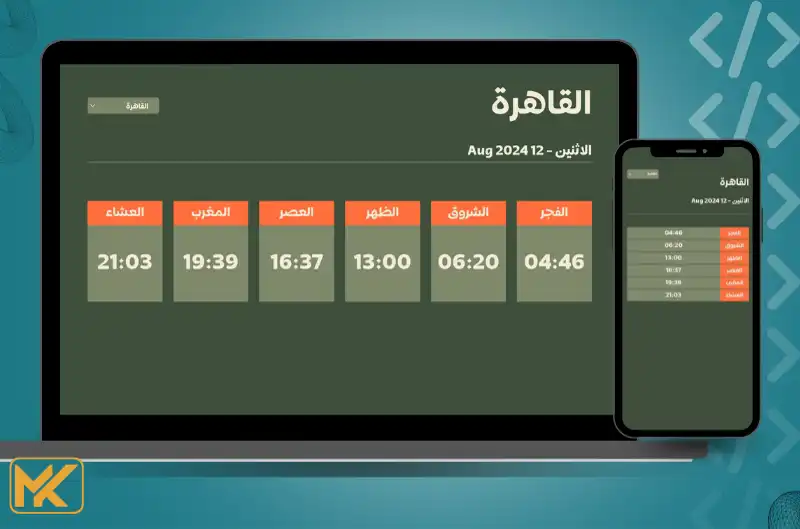 القاهرة
القاهرة
الاثنين - 12 Aug 2024
الفجر
الشروق
الظهر
العصر
المغرب
العشاء
04:46
06:20
13:00
16:37
19:39
21:03
القاهرة
الاثنين - 12 Aug 2024
الفجر 04:46
الشروق 06:20
الظهر 13:00
العصر 16:37
المغرب 19:39
العشاء 21:03
</>
</>
MK